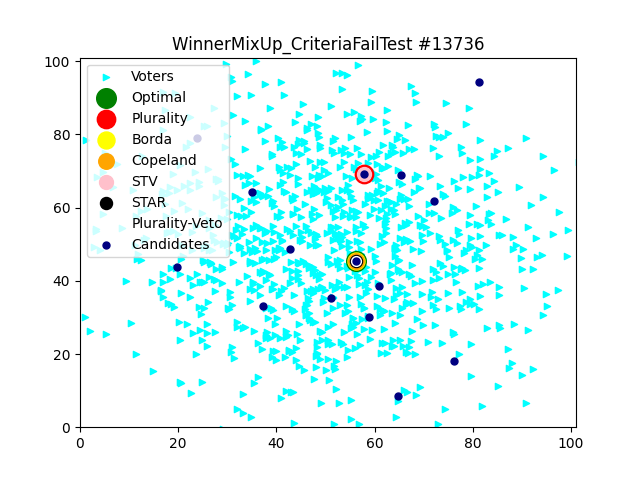 WinnerMixUp_CriteriaFailTest #13736
Voters
Optimal
Plurality
Borda
Copeland
STV
STAR
Plurality-Veto
Candidates
100
80
60
40
20
0
0 20 40 60 80 100